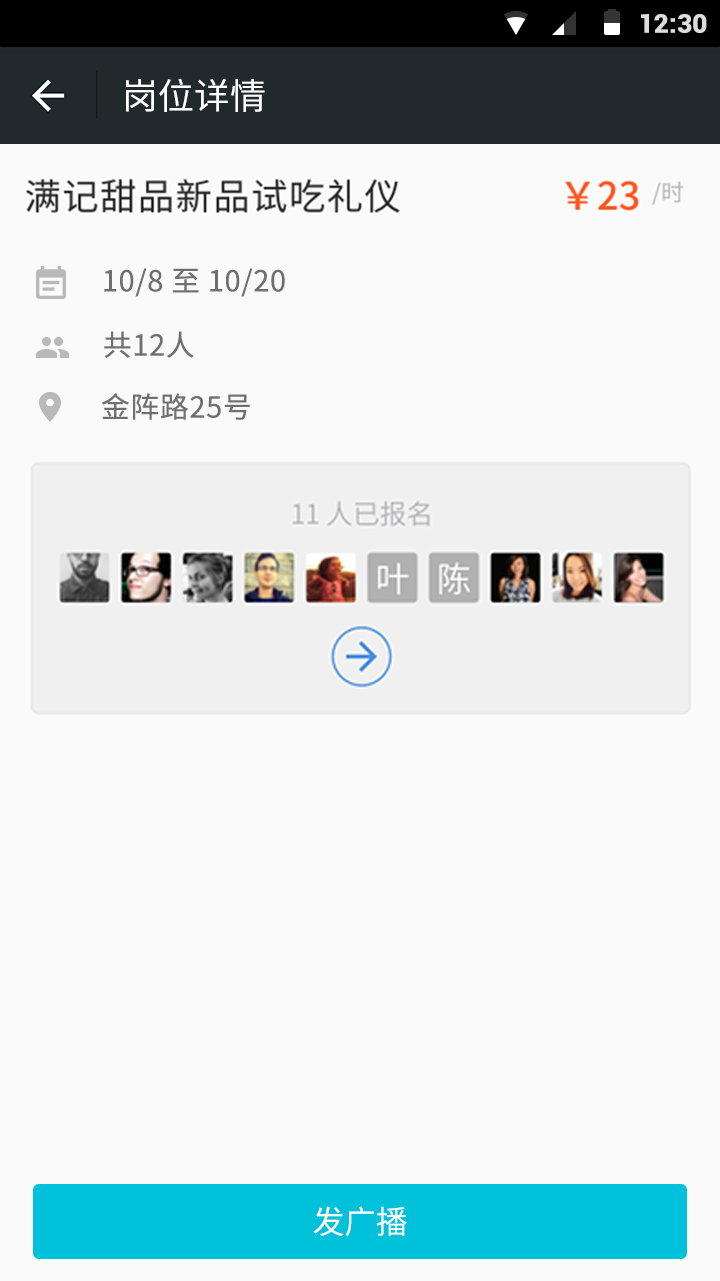 12:30
岗位详情
满记甜品新品试吃礼仪 ￥23 /时
10/8 至 10/20
共12人
金阵路25号
11 人已报名
叶 陈
发广播